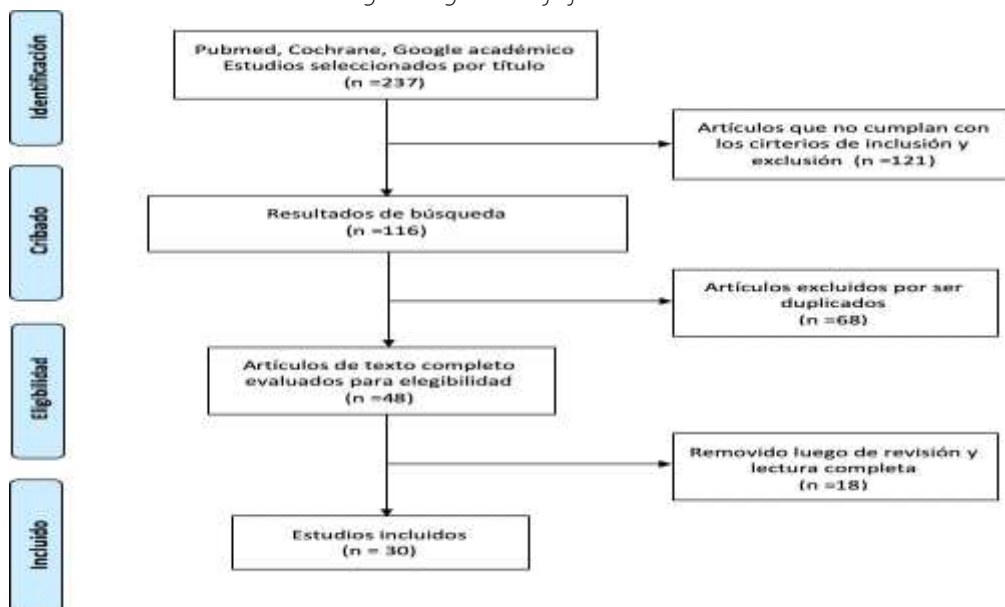 Identificación
Pubmed, Cochrane, Google académico
Estudios seleccionados por título
(n =237)
Artículos que no cumplan con
los cirterios de inclusión y
exclusión (n =121)
Cribado
Resultados de búsqueda
(n =116)
Artículos excluidos por ser
duplicados
(n =68)
Eligibilidad
Artículos de texto completo
evaluados para elegibilidad
(n =48)
Removido luego de revisión y
lectura completa
(n =18)
Incluido
Estudios incluidos
(n = 30)